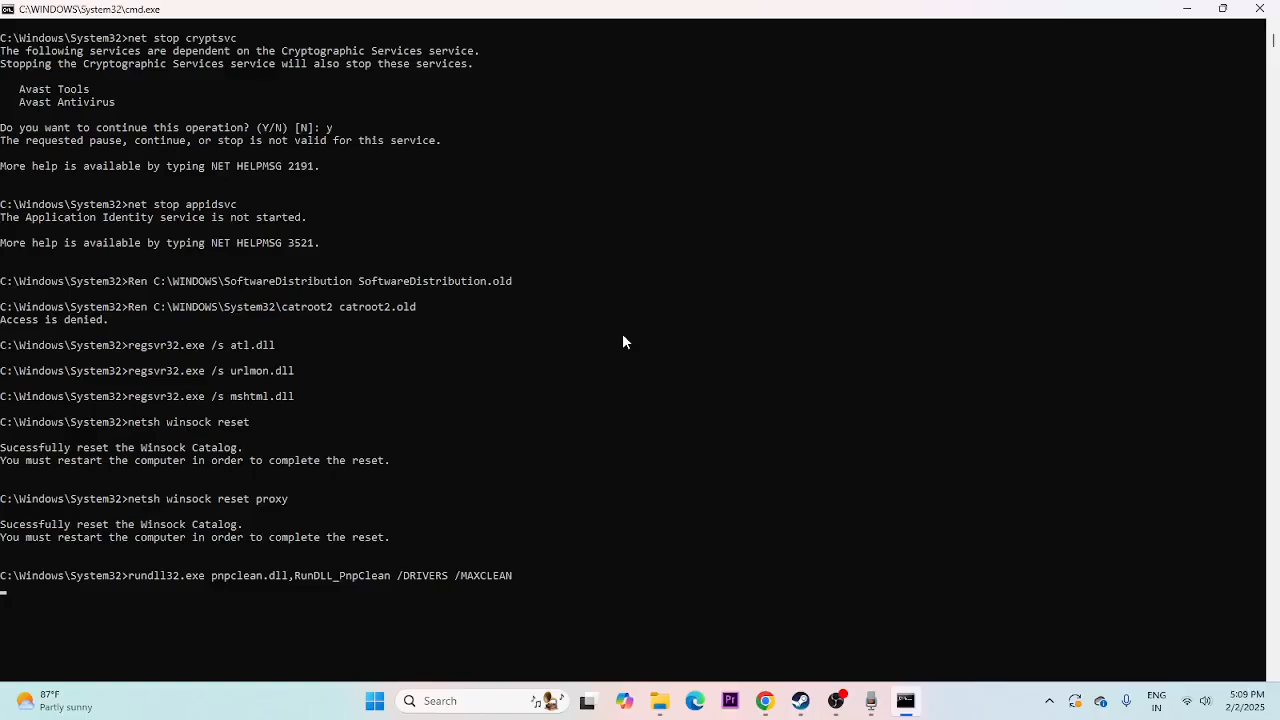 C:\WINDOWS\System32\cmd.exe
C:\Windows\System32>net stop cryptsvc
The following services are dependent on the Cryptographic Services service.
Stopping the Cryptographic Services service will also stop these services.
Avast Tools
Avast Antivirus
Do you want to continue this operation? (Y/N) [N]: y
The requested pause, continue, or stop is not valid for this service.
More help is available by typing NET HELPMSG 2191.
C:\Windows\System32>net stop appidsvc
The Application Identity service is not started.
More help is available by typing NET HELPMSG 3521.
C:\Windows\System32>Ren C:\WINDOWS\SoftwareDistribution SoftwareDistribution.old
C:\Windows\System32>Ren C:\WINDOWS\System32\catroot2 catroot2.old
Access is denied.
C:\Windows\System32>regsvr32.exe /s atl.dll
C:\Windows\System32>regsvr32.exe /s urlmon.dll
C:\Windows\System32>regsvr32.exe /s mshtml.dll
C:\Windows\System32>netsh winsock reset
Sucessfully reset the Winsock Catalog.
You must restart the computer in order to complete the reset.
C:\Windows\System32>netsh winsock reset proxy
Sucessfully reset the Winsock Catalog.
You must restart the computer in order to complete the reset.
C:\Windows\System32>rundll32.exe pnpclean.dll,RunDLL_PnpClean /DRIVERS /MAXCLEAN
87°F
Partly sunny
Search
Pr
ENG
IN
5:09 PM
2/2/2025